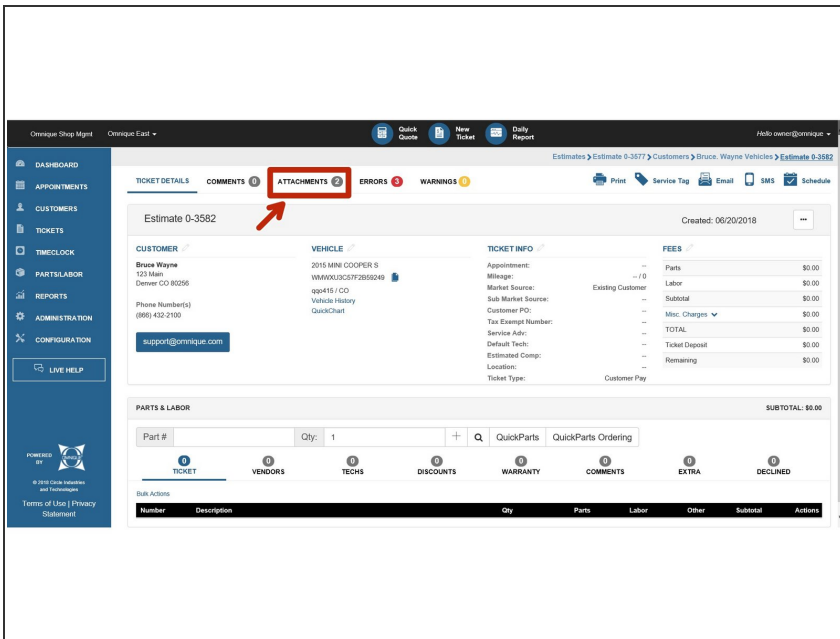 Omnique Shop Mgmt Omnique East
Quick Quote New Ticket Daily Report
Hello owner@omnique
Estimates > Estimate 0-3577 > Customers > Bruce. Wayne Vehicles > Estimate 0-3582
DASHBOARD
APPOINTMENTS
CUSTOMERS
TICKETS
TIMECLOCK
PARTS/LABOR
REPORTS
ADMINISTRATION
CONFIGURATION
LIVE HELP
POWERED BY OMNIQUE
© 2018 Circle Industries
and Technologies
Terms of Use | Privacy
Statement
TICKET DETAILS COMMENTS 0 ATTACHMENTS 2 ERRORS 3 WARNINGS 0
Print Service Tag Email SMS Schedule
Estimate 0-3582
Created: 06/20/2018
...
CUSTOMER
Bruce Wayne
123 Main
Denver CO 80256
Phone Number(s)
(866) 432-2100
support@omnique.com
VEHICLE
2015 MINI COOPER S
WMWXU3C57F2B59249
qqo415 / CO
Vehicle History
QuickChart
TICKET INFO
Appointment: --
Mileage: -- / 0
Market Source: Existing Customer
Sub Market Source: --
Customer PO: --
Tax Exempt Number: --
Service Adv: --
Default Tech: --
Estimated Comp: --
Location: --
Ticket Type: Customer Pay
FEES
Parts $0.00
Labor $0.00
Subtotal $0.00
Misc. Charges $0.00
TOTAL $0.00
Ticket Deposit $0.00
Remaining $0.00
PARTS & LABOR SUBTOTAL: $0.00
Part # Qty: 1 + QuickParts QuickParts Ordering
0 0 0 0 0 0 0 0
TICKET VENDORS TECHS DISCOUNTS WARRANTY COMMENTS EXTRA DECLINED
Bulk Actions
Number Description Qty Parts Labor Other Subtotal Actions